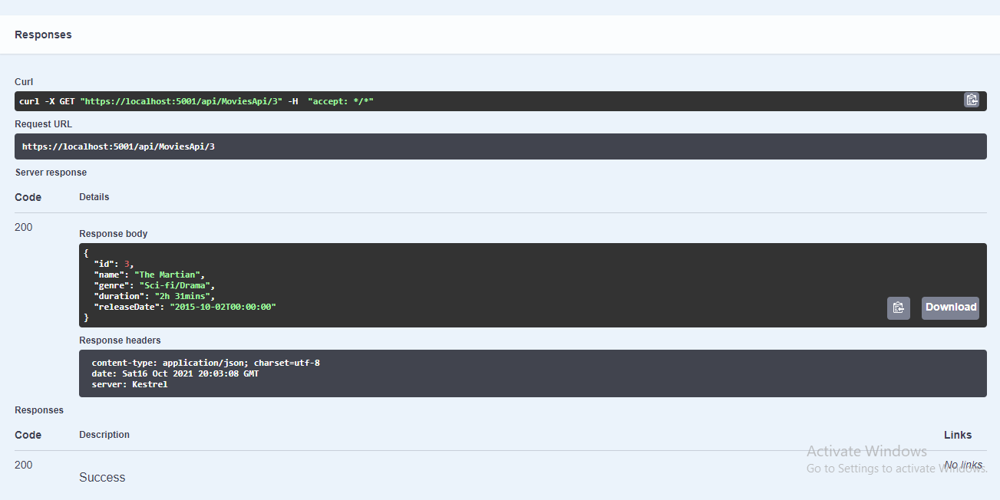 Responses
Curl
curl -X GET "https://localhost:5001/api/MoviesApi/3" -H  "accept: */*"
Request URL
https://localhost:5001/api/MoviesApi/3
Server response
Code Details
200
Response body
{
  "id": 3,
  "name": "The Martian",
  "genre": "Sci-fi/Drama",
  "duration": "2h 31mins",
  "releaseDate": "2015-10-02T00:00:00"
}
Download
Response headers
content-type: application/json; charset=utf-8
date: Sat16 Oct 2021 20:03:08 GMT
server: Kestrel
Responses
Code Description Links
200 No links
Success
Activate Windows
Go to Settings to activate Windows.